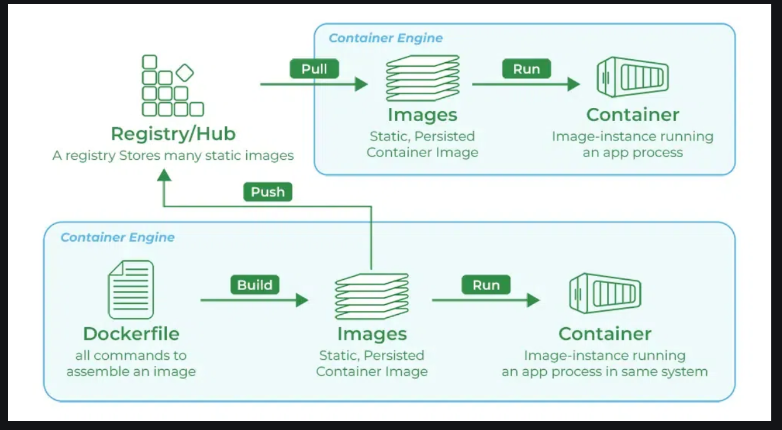 Container Engine
Pull
Run
Registry/Hub
A registry Stores many static images
Images
Static, Persisted
Container Image
Container
Image-instance running
an app process
Push
Container Engine
Build
Run
Dockerfile
all commands to
assemble an image
Images
Static, Persisted
Container Image
Container
Image-instance running
an app process in same system